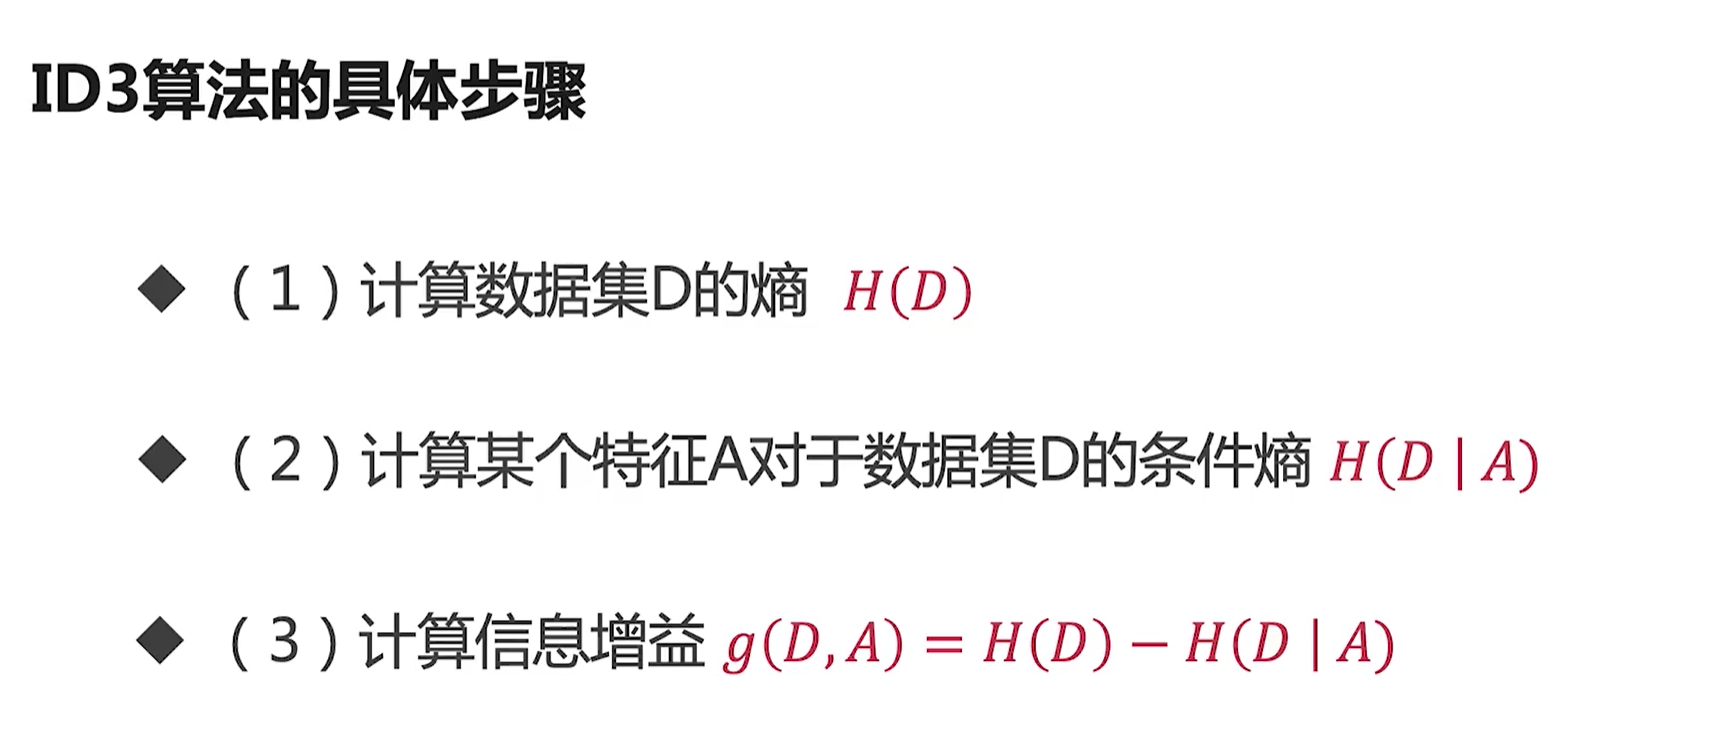 ID3算法的具体步骤
◆ （1）计算数据集D的熵 H(D)
◆ （2）计算某个特征A对于数据集D的条件熵 H(D | A)
◆ （3）计算信息增益 g(D, A) = H(D) − H(D | A)